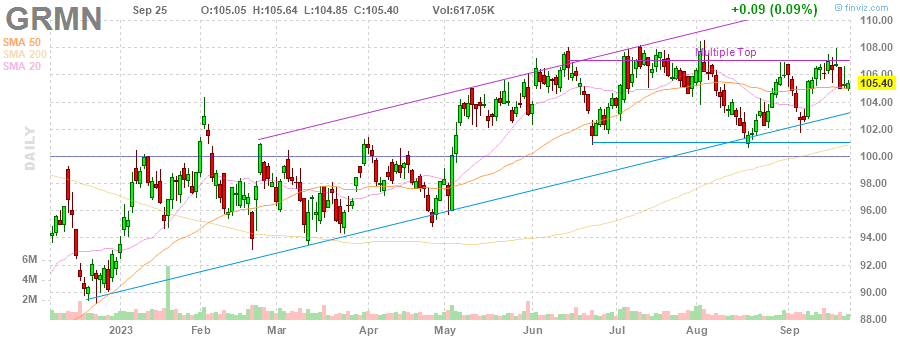 GRMN
Sep 25 O:105.05 H:105.64 L:104.85 C:105.40 Vol:617.05K +0.09 (0.09%)
finviz.com
SMA 50
SMA 200
SMA 20
Multiple Top
DAILY
110.00
108.00
106.00
105.40
104.00
102.00
100.00
98.00
96.00
94.00
92.00
90.00
88.00
6M
4M
2M
2023 Feb Mar Apr May Jun Jul Aug Sep